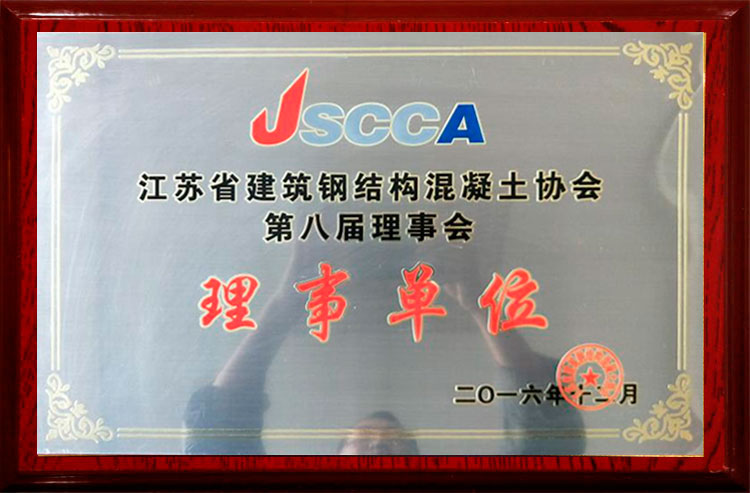 JSCCA
江苏省建筑钢结构混凝土协会
第八届理事会
理事单位
二〇一六年十二月